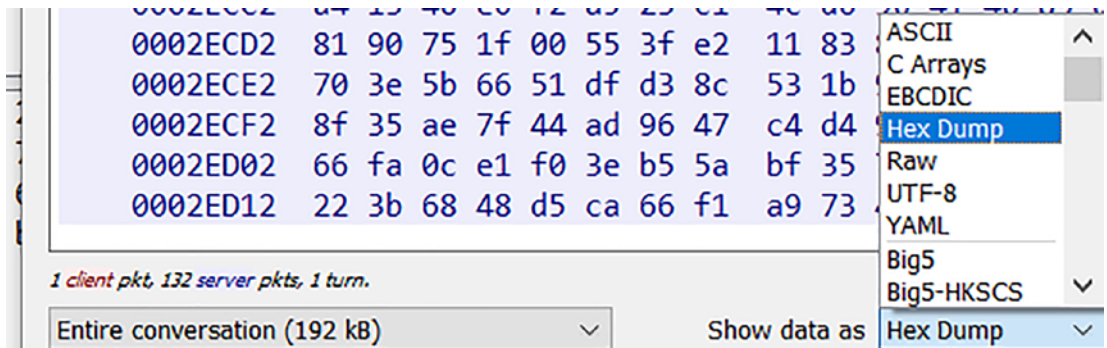 0002ECD2 81 90 75 1f 00 55 3f e2 11 83
0002ECE2 70 3e 5b 66 51 df d3 8c 53 1b
0002ECF2 8f 35 ae 7f 44 ad 96 47 c4 d4
0002ED02 66 fa 0c e1 f0 3e b5 5a bf 35
0002ED12 22 3b 68 48 d5 ca 66 f1 a9 73
ASCII
C Arrays
EBCDIC
Hex Dump
Raw
UTF-8
YAML
Big5
Big5-HKSCS
1 client pkt, 132 server pkts, 1 turn.
Entire conversation (192 kB)
Show data as Hex Dump